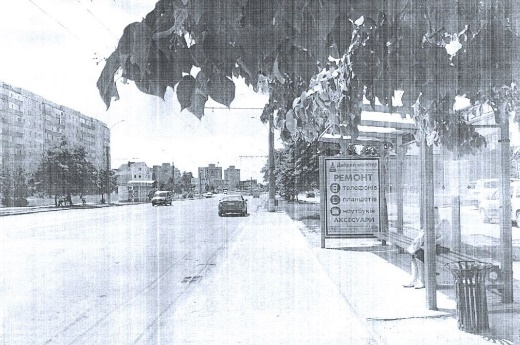 РЕМОНТ
телефонів
планшетів
ноутбуків
АКСЕСУАРИ